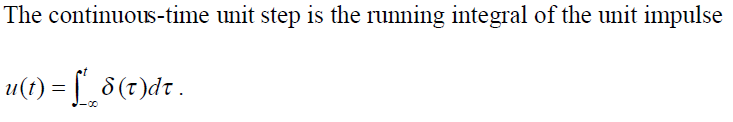 The continuous-time unit step is the running integral of the unit impulse
u(t) = ∫_{-∞}^{t} δ(τ)dτ .